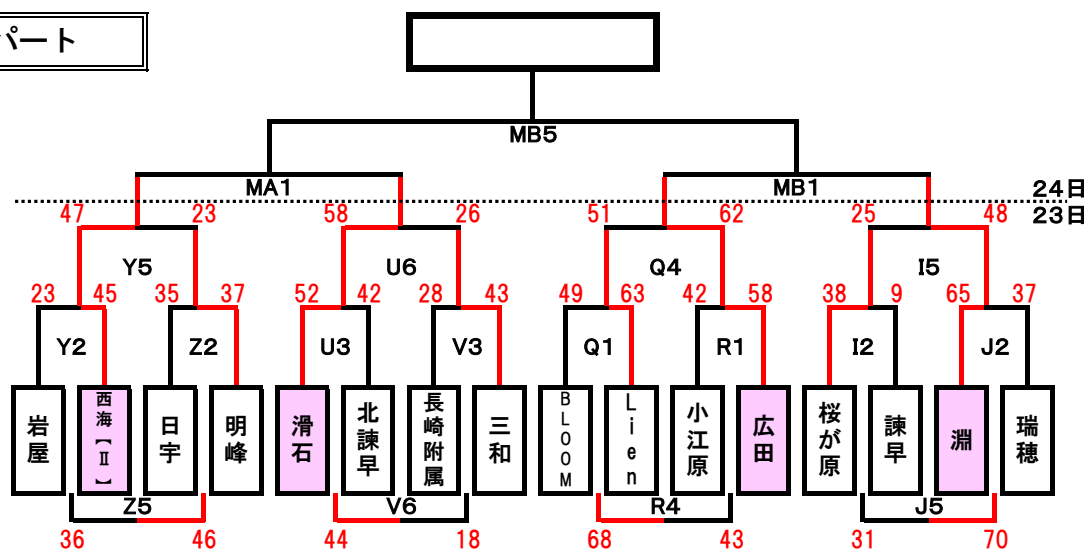 パート
MB5
MA1
MB1
24日
23日
47 23 58 26 51 62 25 48
Y5 U6 Q4 I5
23 45 35 37 52 42 28 43 49 63 42 58 38 9 65 37
Y2 Z2 U3 V3 Q1 R1 I2 J2
岩屋
西海【Ⅱ】
日宇
明峰
滑石
北諫早
長崎附属
三和
BLOOM
Lien
小江原
広田
桜が原
諫早
淵
瑞穂
Z5 V6 R4 J5
36 46 44 18 68 43 31 70